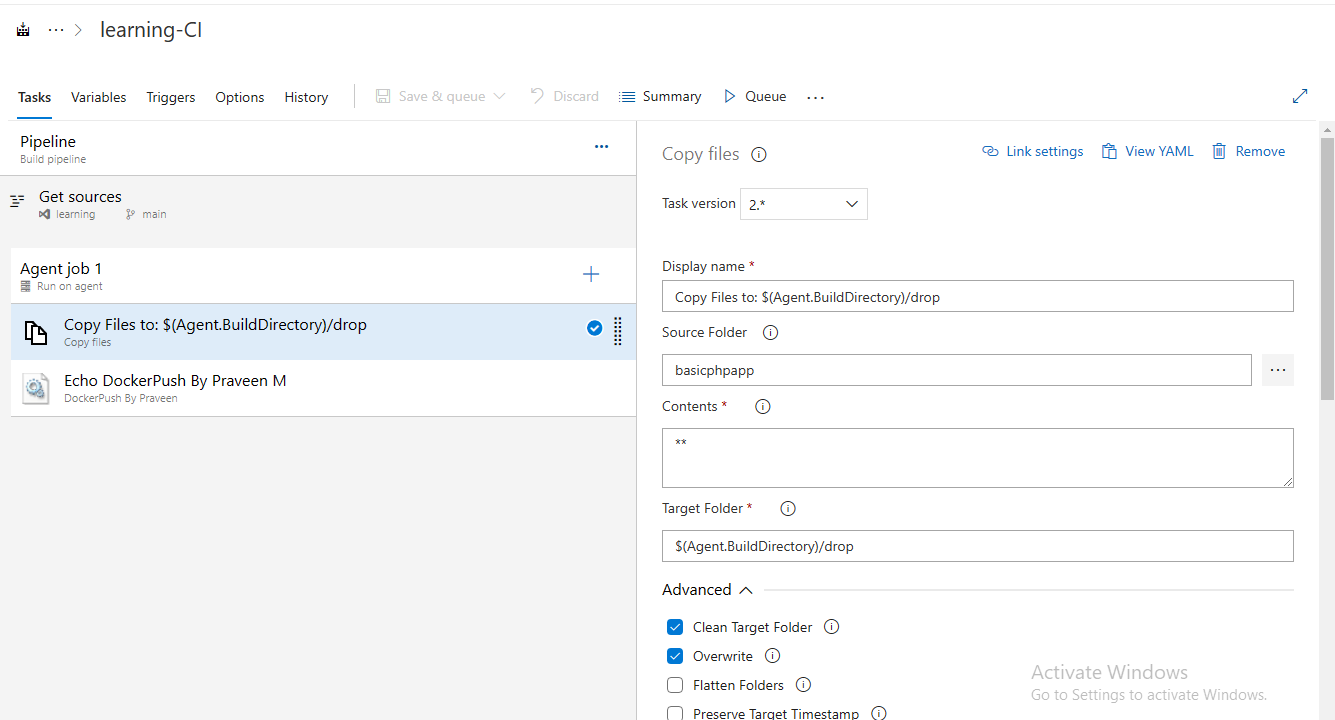 ··· > learning-CI
Tasks Variables Triggers Options History Save & queue Discard Summary Queue ···
Pipeline
Build pipeline
Get sources
learning main
Agent job 1
Run on agent
Copy Files to: $(Agent.BuildDirectory)/drop
Copy files
Echo DockerPush By Praveen M
DockerPush By Praveen
Copy files
Link settings View YAML Remove
Task version 2.*
Display name *
Copy Files to: $(Agent.BuildDirectory)/drop
Source Folder
basicphpapp
Contents *
**
Target Folder *
$(Agent.BuildDirectory)/drop
Advanced
Clean Target Folder
Overwrite
Flatten Folders
Preserve Target Timestamp
Activate Windows
Go to Settings to activate Windows.